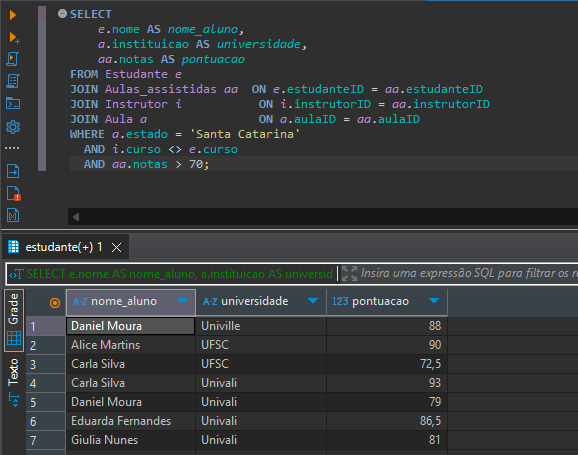 SELECT
e.nome AS nome_aluno,
a.instituicao AS universidade,
aa.notas AS pontuacao
FROM Estudante e
JOIN Aulas_assistidas aa ON e.estudanteID = aa.estudanteID
JOIN Instrutor i ON i.instrutorID = aa.instrutorID
JOIN Aula a ON a.aulaID = aa.aulaID
WHERE a.estado = 'Santa Catarina'
AND i.curso <> e.curso
AND aa.notas > 70;
estudante(+) 1
SELECT e.nome AS nome_aluno, a.instituicao AS universid
Insira uma expressão SQL para filtrar os re
Grade
Texto
A-Z nome_aluno A-Z universidade 123 pontuacao
1 Daniel Moura Univille 88
2 Alice Martins UFSC 90
3 Carla Silva UFSC 72,5
4 Carla Silva Univali 93
5 Daniel Moura Univali 79
6 Eduarda Fernandes Univali 86,5
7 Giulia Nunes Univali 81